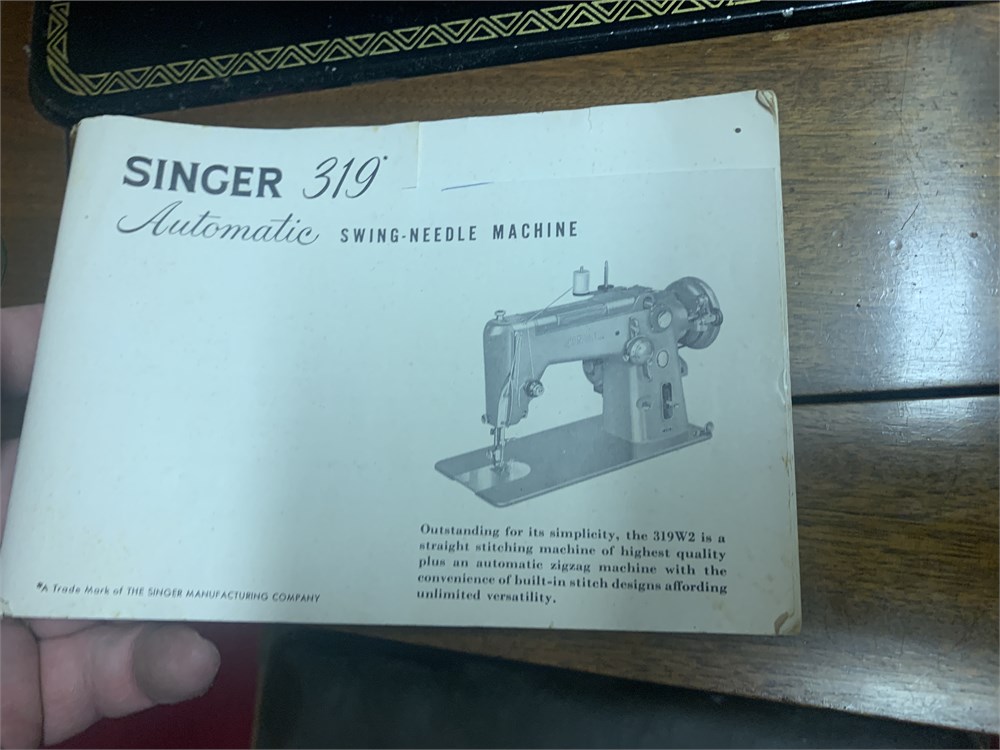 SINGER 319*
Automatic SWING-NEEDLE MACHINE
Outstanding for its simplicity, the 319W2 is a
straight stitching machine of highest quality
plus an automatic zigzag machine with the
convenience of built-in stitch designs affording
unlimited versatility.
*A Trade Mark of THE SINGER MANUFACTURING COMPANY